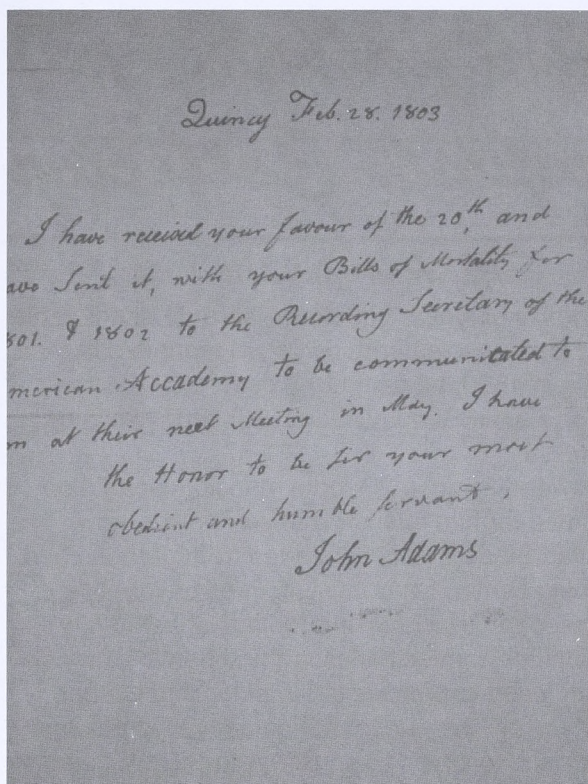 Quincy Feb. 28. 1803
I have received your favour of the 20th, and
ave Sent it, with your Bills of Mortality for
801. & 1802 to the Recording Secretary of the
merican Accademy to be communicated to
m at their next Meeting in May. I have
the Honor to be Sir your most
obedient and humble servant,
John Adams